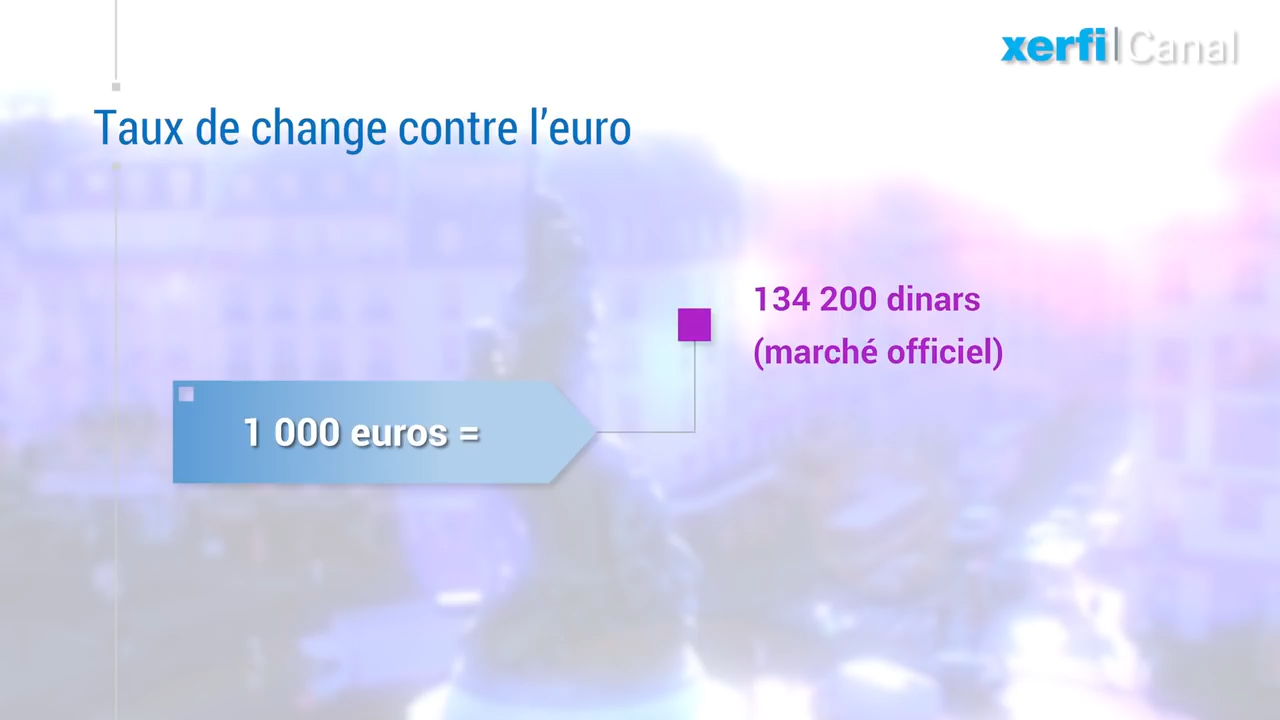 xerfi Canal
Taux de change contre l’euro
134 200 dinars
(marché officiel)
1 000 euros =